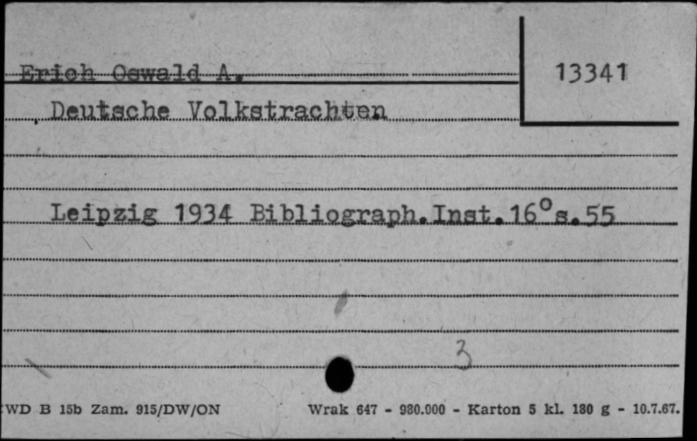 Erich Oswald A.
13341
Deutsche Volkstrachten
Leipzig 1934 Bibliograph.Inst.16° s.55
3
WD B 15b Zam. 915/DW/ON
Wrak 647 - 980.000 - Karton 5 kl. 180 g - 10.7.67.